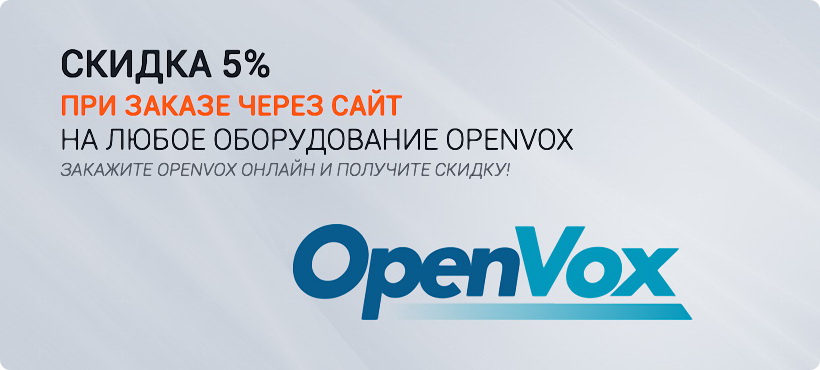 СКИДКА 5%
ПРИ ЗАКАЗЕ ЧЕРЕЗ САЙТ
НА ЛЮБОЕ ОБОРУДОВАНИЕ OPENVOX
ЗАКАЖИТЕ OPENVOX ОНЛАЙН И ПОЛУЧИТЕ СКИДКУ!
OpenVox